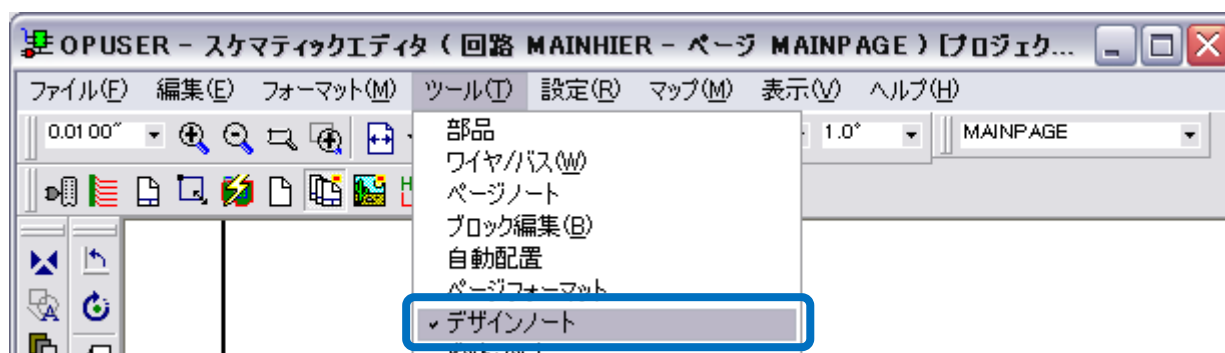 OPUSER - スケマティックエディタ ( 回路 MAINHIER - ページ MAINPAGE ) [プロジェク...
ファイル(F) 編集(E) フォーマット(M) ツール(T) 設定(R) マップ(M) 表示(V) ヘルプ(H)
0.0100" 1.0° MAINPAGE
部品
ワイヤ/バス(W)
ページノート
ブロック編集(B)
自動配置
ページフォーマット
✓デザインノート